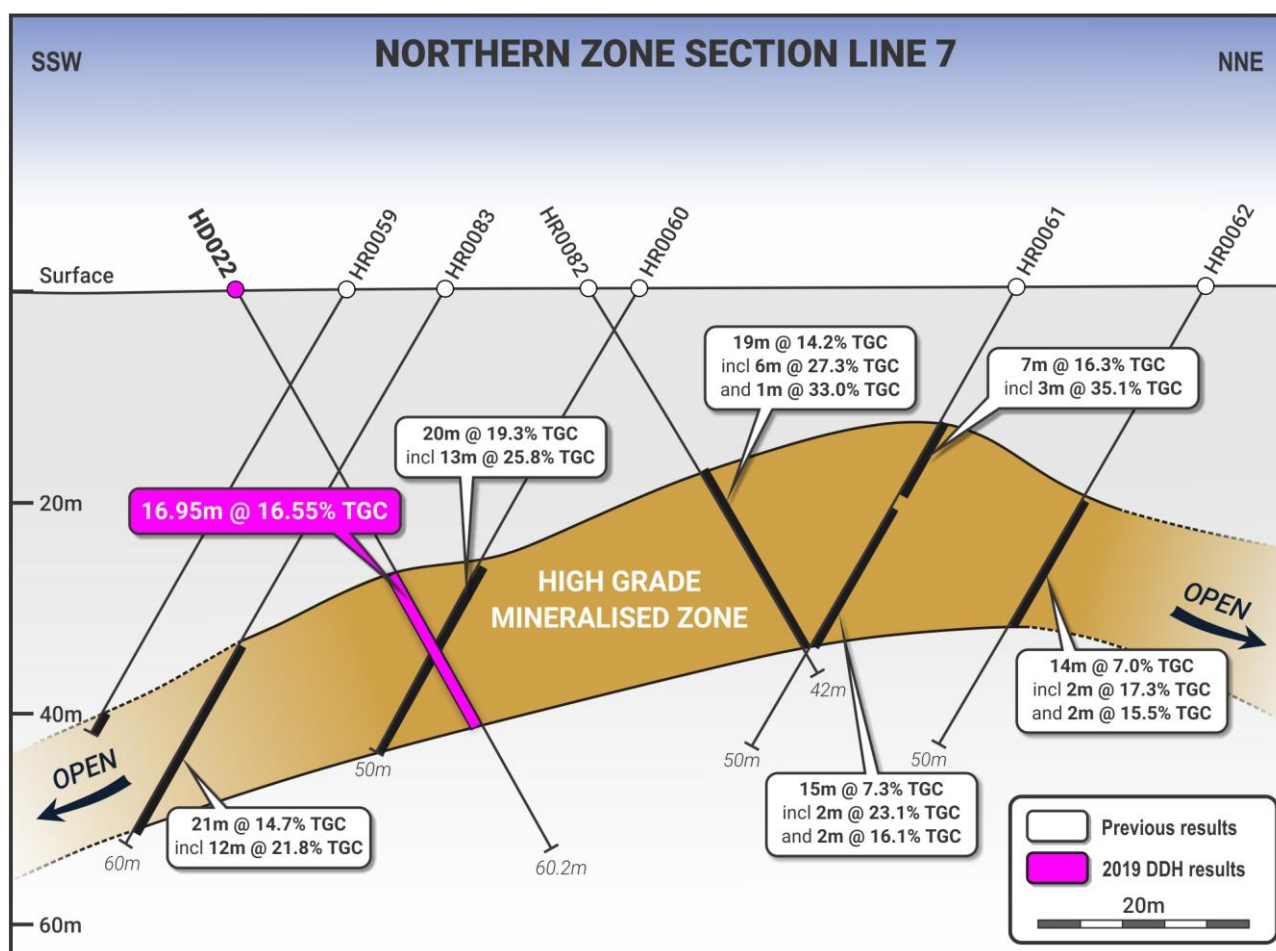 SSW
NORTHERN ZONE SECTION LINE 7
NNE
HD022
HR0059
HR0083
HR0082
HR0060
HR0061
HR0062
Surface
19m @ 14.2% TGC
incl 6m @ 27.3% TGC
and 1m @ 33.0% TGC
7m @ 16.3% TGC
incl 3m @ 35.1% TGC
20m @ 19.3% TGC
incl 13m @ 25.8% TGC
20m
16.95m @ 16.55% TGC
HIGH GRADE
MINERALISED ZONE
OPEN
14m @ 7.0% TGC
incl 2m @ 17.3% TGC
and 2m @ 15.5% TGC
42m
40m
OPEN
50m
50m
50m
15m @ 7.3% TGC
incl 2m @ 23.1% TGC
and 2m @ 16.1% TGC
21m @ 14.7% TGC
incl 12m @ 21.8% TGC
60m
60.2m
Previous results
2019 DDH results
20m
60m